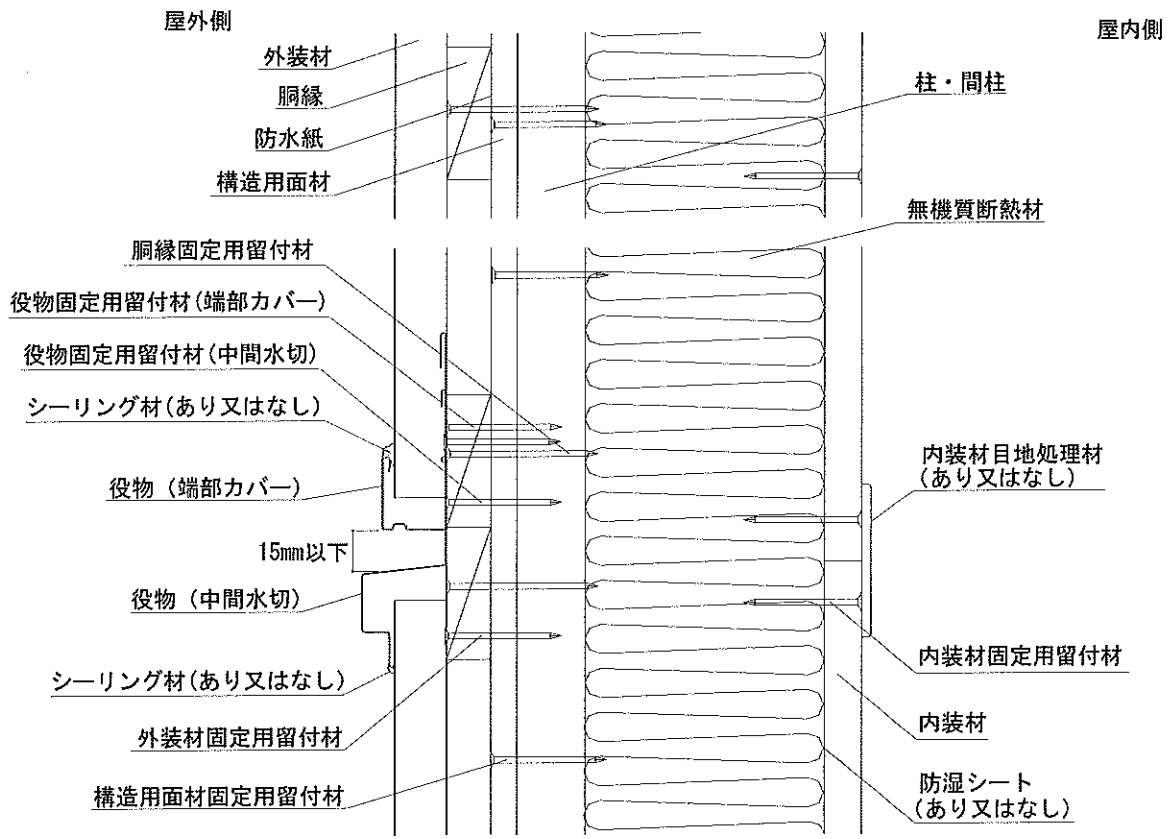 屋外側
屋内側
外装材
胴縁
防水紙
構造用面材
柱・間柱
無機質断熱材
胴縁固定用留付材
役物固定用留付材(端部カバー)
役物固定用留付材(中間水切)
シーリング材(あり又はなし)
役物（端部カバー）
15mm以下
役物（中間水切）
シーリング材(あり又はなし)
外装材固定用留付材
構造用面材固定用留付材
内装材目地処理材
(あり又はなし)
内装材固定用留付材
内装材
防湿シート
(あり又はなし)